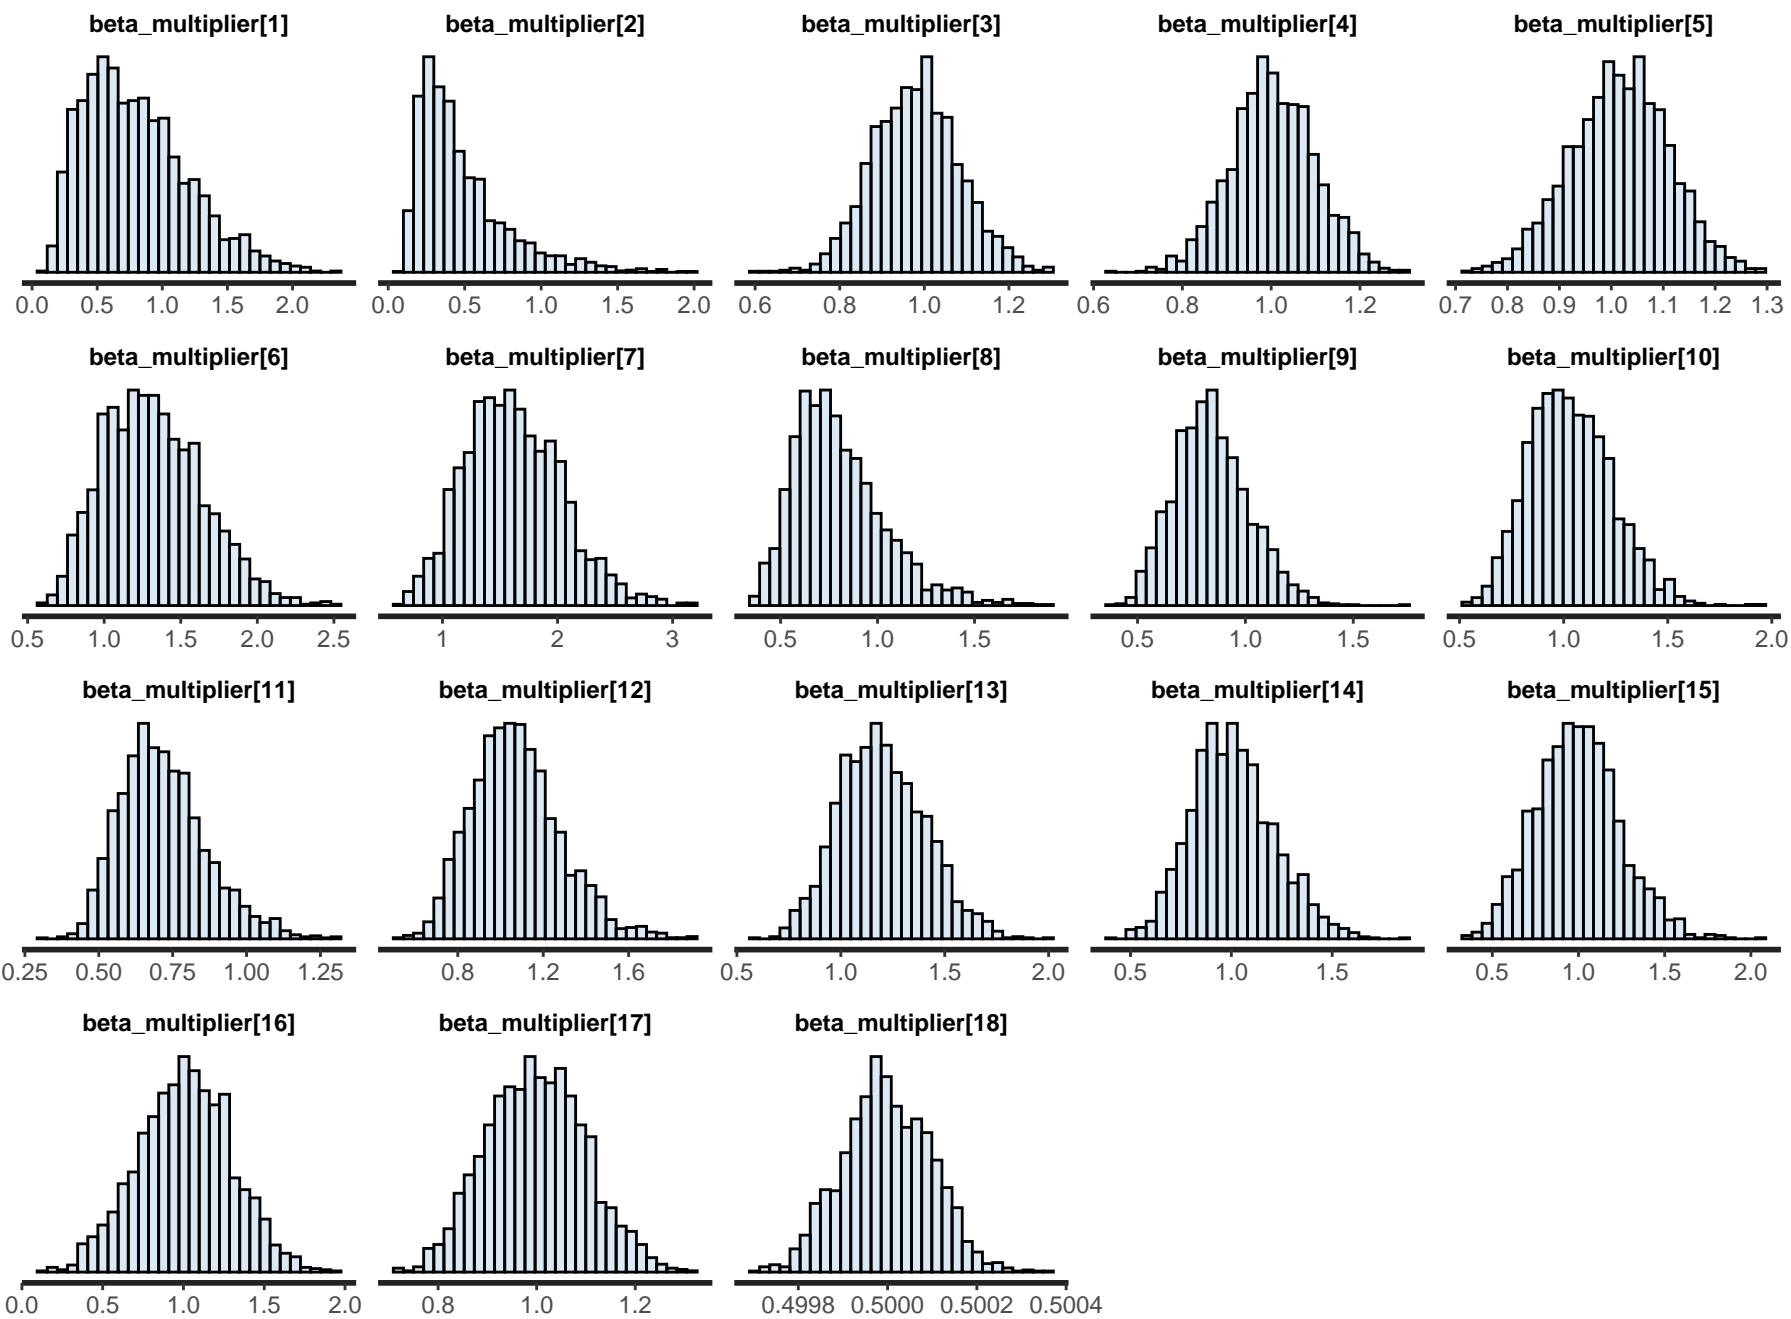 beta_multiplier[1] beta_multiplier[2] beta_multiplier[3] beta_multiplier[4] beta_multiplier[5]
0.0 0.5 1.0 1.5 2.0 0.0 0.5 1.0 1.5 2.0 0.6 0.8 1.0 1.2 0.6 0.8 1.0 1.2 0.7 0.8 0.9 1.0 1.1 1.2 1.3
beta_multiplier[6] beta_multiplier[7] beta_multiplier[8] beta_multiplier[9] beta_multiplier[10]
0.5 1.0 1.5 2.0 2.5 1 2 3 0.5 1.0 1.5 0.5 1.0 1.5 0.5 1.0 1.5 2.0
beta_multiplier[11] beta_multiplier[12] beta_multiplier[13] beta_multiplier[14] beta_multiplier[15]
0.25 0.50 0.75 1.00 1.25 0.8 1.2 1.6 0.5 1.0 1.5 2.0 0.5 1.0 1.5 0.5 1.0 1.5 2.0
beta_multiplier[16] beta_multiplier[17] beta_multiplier[18]
0.0 0.5 1.0 1.5 2.0 0.8 1.0 1.2 0.4998 0.5000 0.5002 0.5004